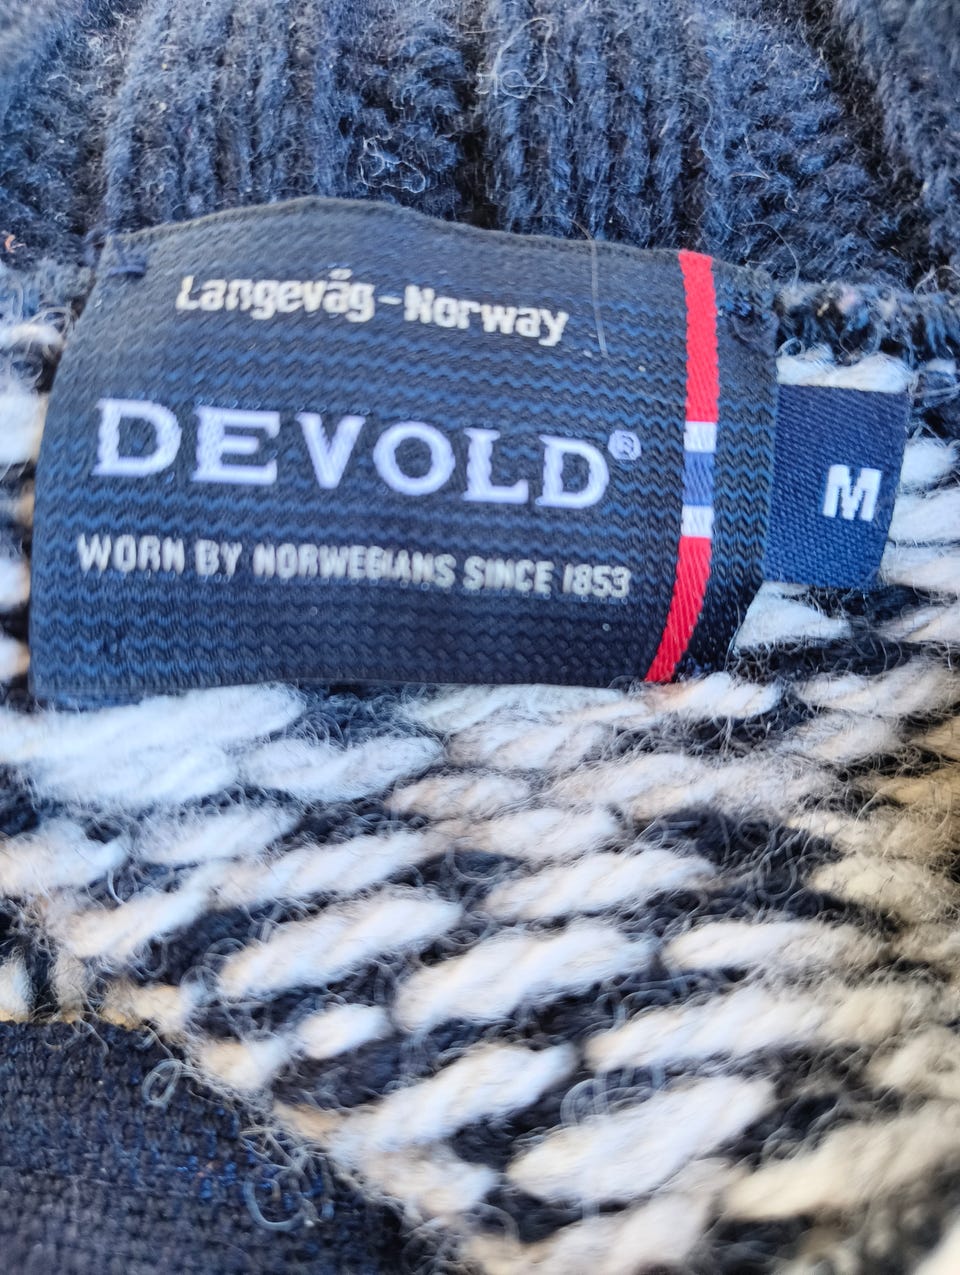 Langevåg-Norway
DEVOLD®
WORN BY NORWEGIANS SINCE 1853
M